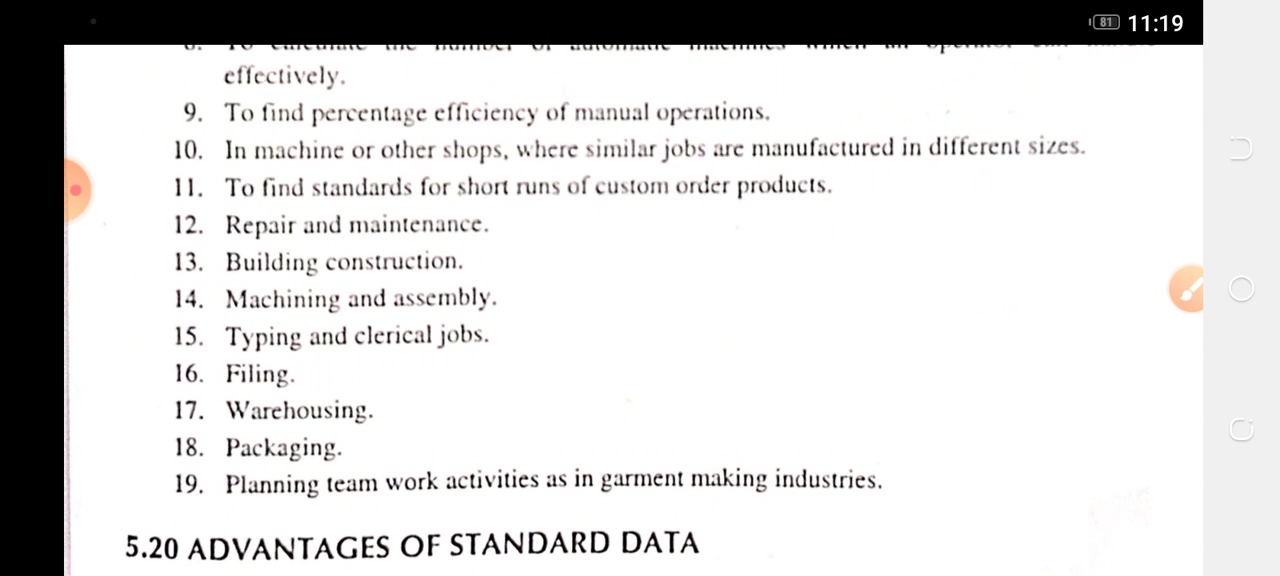 81 11:19
effectively.
9. To find percentage efficiency of manual operations.
10. In machine or other shops, where similar jobs are manufactured in different sizes.
11. To find standards for short runs of custom order products.
12. Repair and maintenance.
13. Building construction.
14. Machining and assembly.
15. Typing and clerical jobs.
16. Filing.
17. Warehousing.
18. Packaging.
19. Planning team work activities as in garment making industries.
5.20 ADVANTAGES OF STANDARD DATA